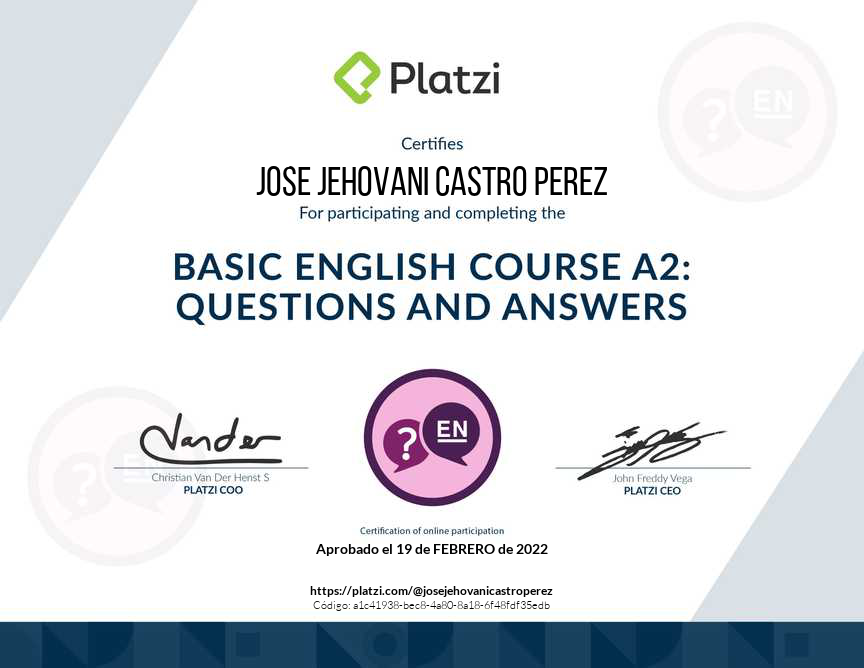 Platzi
EN
?
Certifies
JOSE JEHOVANI CASTRO PEREZ
For participating and completing the
BASIC ENGLISH COURSE A2:
QUESTIONS AND ANSWERS
?
EN
Vander
Christian Van Der Henst S
PLATZI COO
?
EN
John Freddy Vega
PLATZI CEO
Certification of online participation
Aprobado el 19 de FEBRERO de 2022
https://platzi.com/@josejehovanicastroperez
Código: a1c41938-bec8-4a80-8a18-6f48fdf35edb